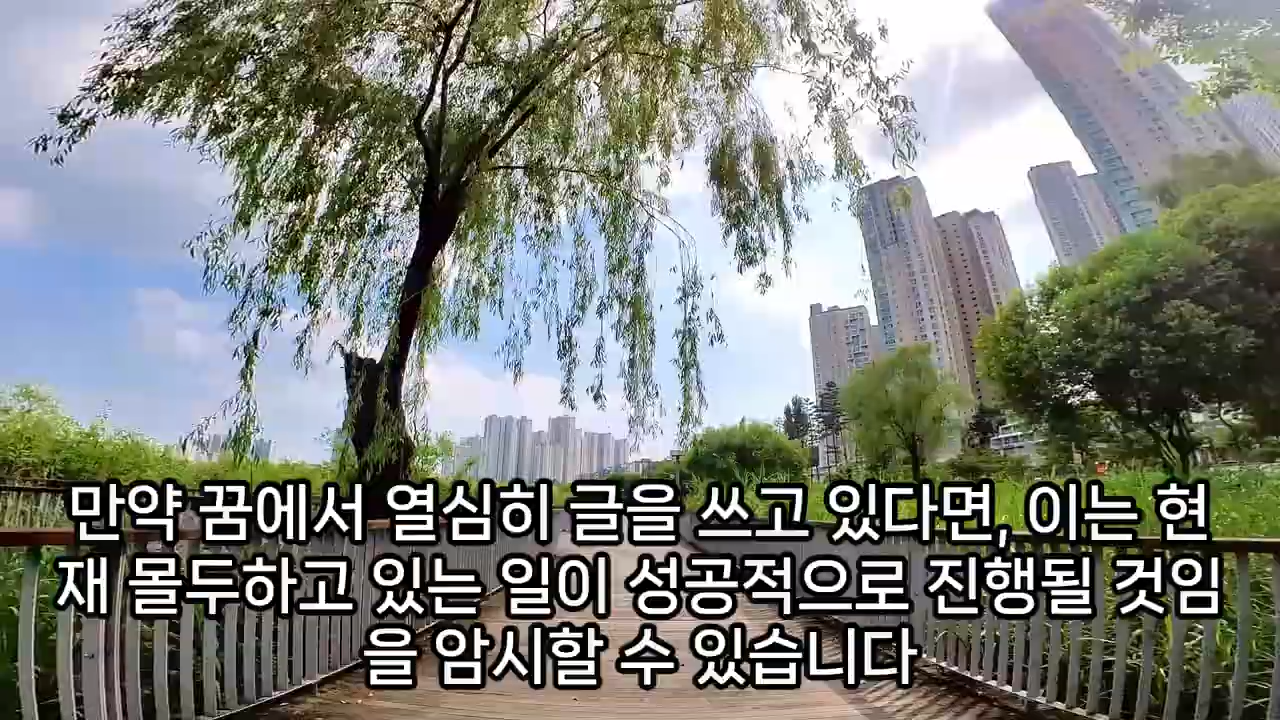 만약 꿈에서 열심히 글을 쓰고 있다면, 이는 현
재 몰두하고 있는 일이 성공적으로 진행될 것임
을 암시할 수 있습니다